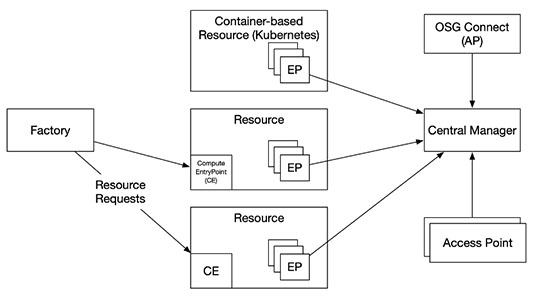 Container-based
Resource (Kubernetes)
EP
OSG Connect
(AP)
Factory
Resource
Compute
EntryPoint
(CE)
EP
Central Manager
Resource
Requests
Resource
CE
EP
Access Point